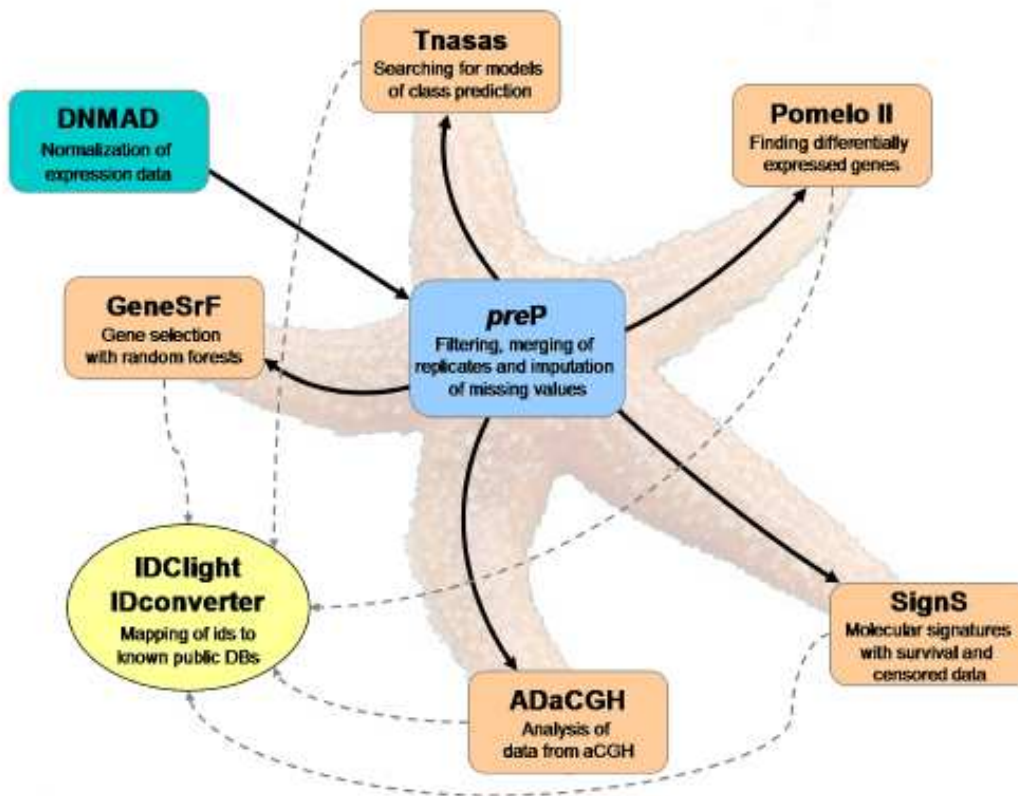 Tnasas
Searching for models
of class prediction
DNMAD
Normalization of
expression data
Pomelo II
Finding differentially
expressed genes
GeneSrF
Gene selection
with random forests
preP
Filtering, merging of
replicates and imputation
of missing values
IDClight
IDconverter
Mapping of ids to
known public DBs
SignS
Molecular signatures
with survival and
censored data
ADaCGH
Analysis of
data from aCGH